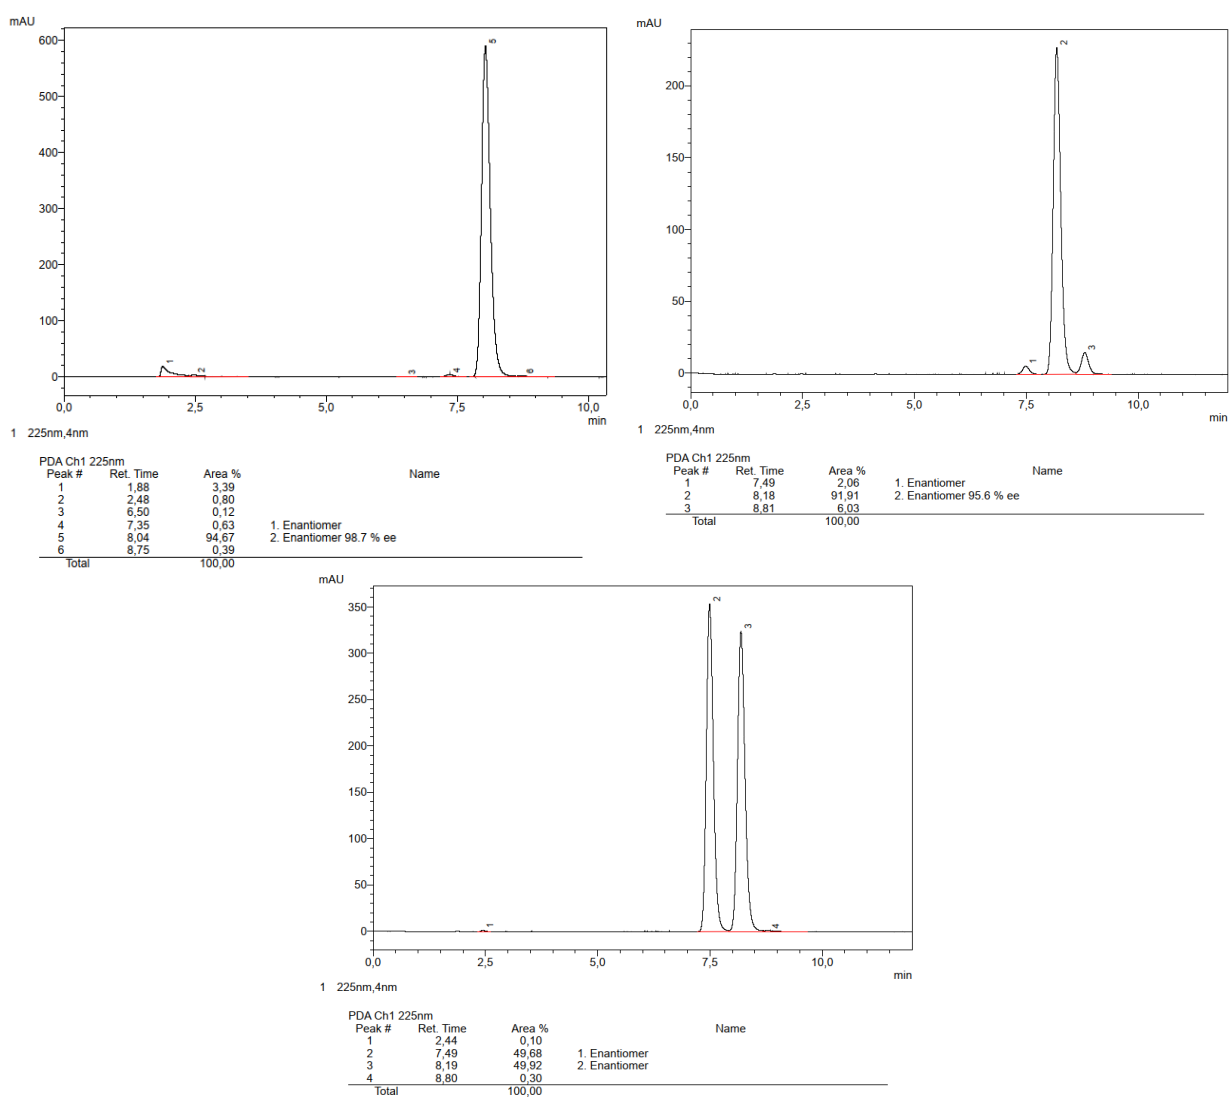 mAU
600
500
400
300
200
100
0
1
2
3
4
5
6
0,0 2,5 5,0 7,5 10,0
min
1 225nm,4nm
PDA Ch1 225nm
Peak # Ret. Time Area % Name
1 1,88 3,39
2 2,48 0,80
3 6,50 0,12
4 7,35 0,63 1. Enantiomer
5 8,04 94,67 2. Enantiomer 98.7 % ee
6 8,75 0,39
Total 100,00
mAU
200
150
100
50
0
1
2
3
0,0 2,5 5,0 7,5 10,0
min
1 225nm,4nm
PDA Ch1 225nm
Peak # Ret. Time Area % Name
1 7,49 2,06 1. Enantiomer
2 8,18 91,91 2. Enantiomer 95.6 % ee
3 8,81 6,03
Total 100,00
mAU
350
300
250
200
150
100
50
0
1
2
3
4
0,0 2,5 5,0 7,5 10,0
min
1 225nm,4nm
PDA Ch1 225nm
Peak # Ret. Time Area % Name
1 2,44 0,10
2 7,49 49,68 1. Enantiomer
3 8,19 49,92 2. Enantiomer
4 8,80 0,30
Total 100,00